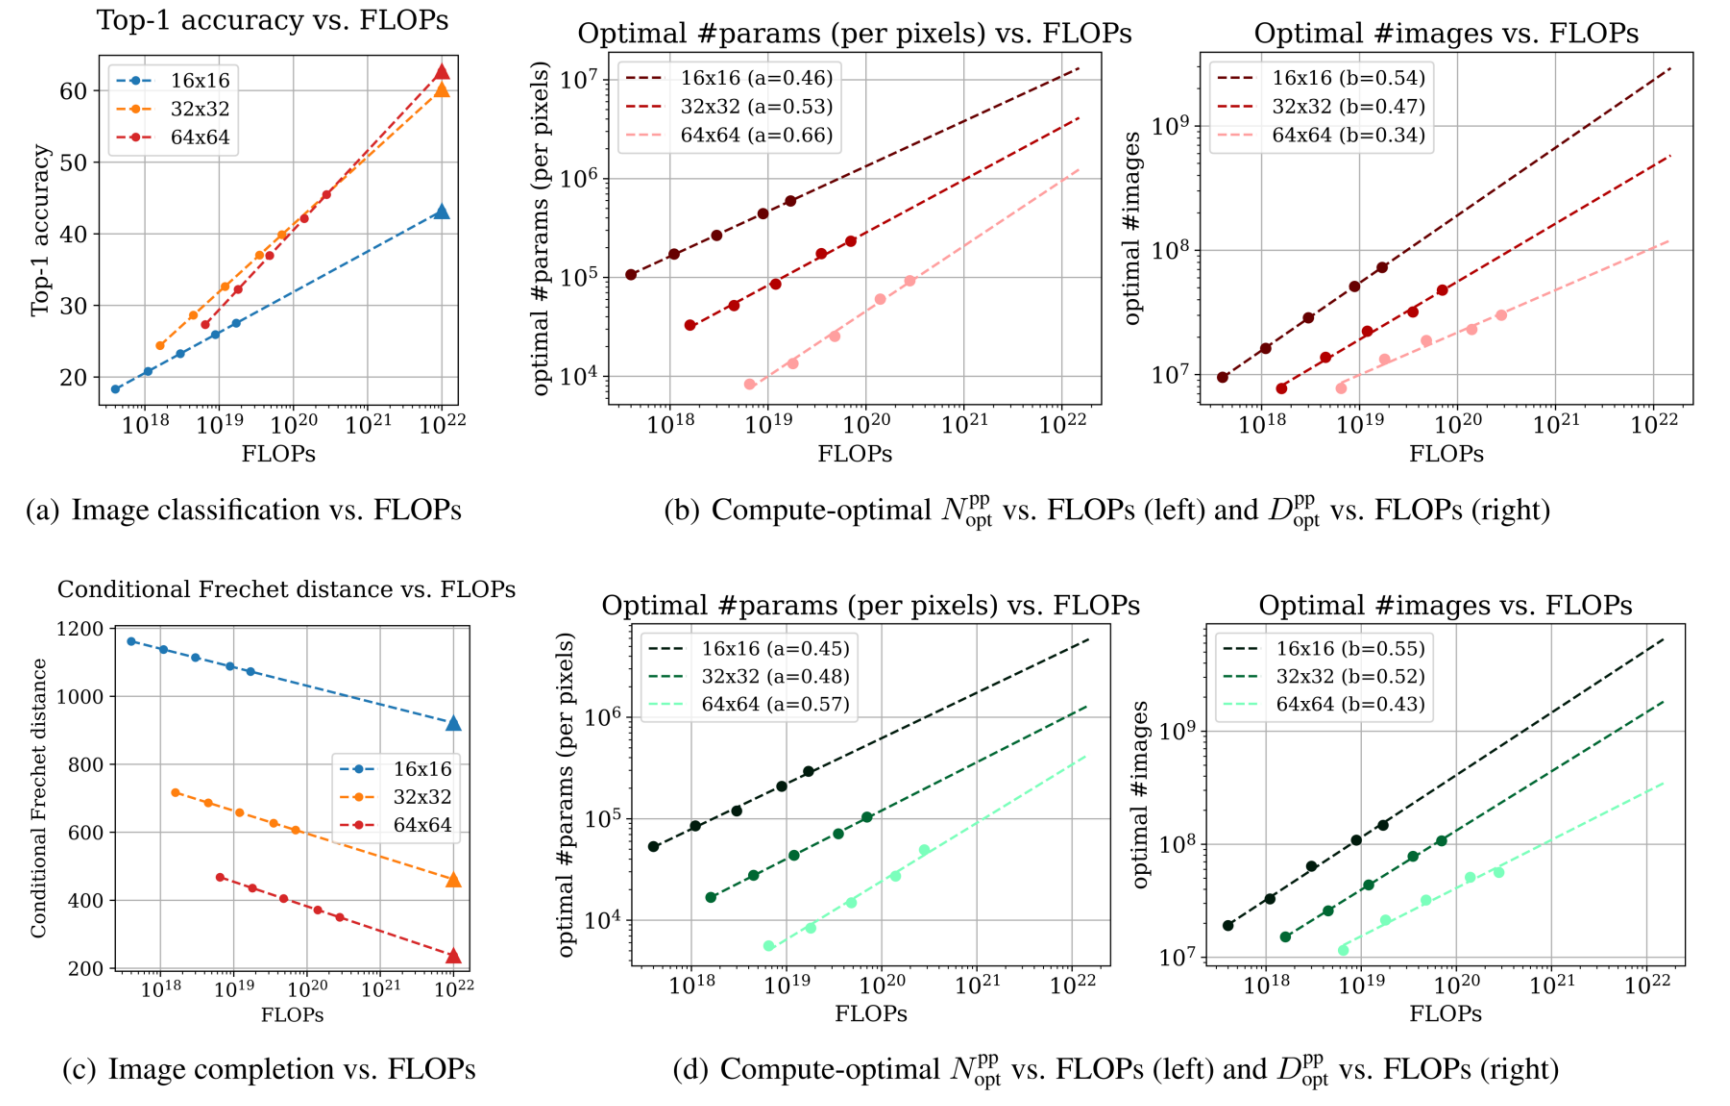 Top-1 accuracy vs. FLOPs
Top-1 accuracy
60
50
40
30
20
16x16
32x32
64x64
10^18 10^19 10^20 10^21 10^22
FLOPs
(a) Image classification vs. FLOPs
Optimal #params (per pixels) vs. FLOPs
optimal #params (per pixels)
10^7
10^6
10^5
10^4
16x16 (a=0.46)
32x32 (a=0.53)
64x64 (a=0.66)
10^18 10^19 10^20 10^21 10^22
FLOPs
Optimal #images vs. FLOPs
optimal #images
10^9
10^8
10^7
16x16 (b=0.54)
32x32 (b=0.47)
64x64 (b=0.34)
10^18 10^19 10^20 10^21 10^22
FLOPs
(b) Compute-optimal N_opt^pp vs. FLOPs (left) and D_opt^pp vs. FLOPs (right)
Conditional Frechet distance vs. FLOPs
Conditional Frechet distance
1200
1000
800
600
400
200
16x16
32x32
64x64
10^18 10^19 10^20 10^21 10^22
FLOPs
(c) Image completion vs. FLOPs
Optimal #params (per pixels) vs. FLOPs
optimal #params (per pixels)
10^6
10^5
10^4
16x16 (a=0.45)
32x32 (a=0.48)
64x64 (a=0.57)
10^18 10^19 10^20 10^21 10^22
FLOPs
Optimal #images vs. FLOPs
optimal #images
10^9
10^8
10^7
16x16 (b=0.55)
32x32 (b=0.52)
64x64 (b=0.43)
10^18 10^19 10^20 10^21 10^22
FLOPs
(d) Compute-optimal N_opt^pp vs. FLOPs (left) and D_opt^pp vs. FLOPs (right)